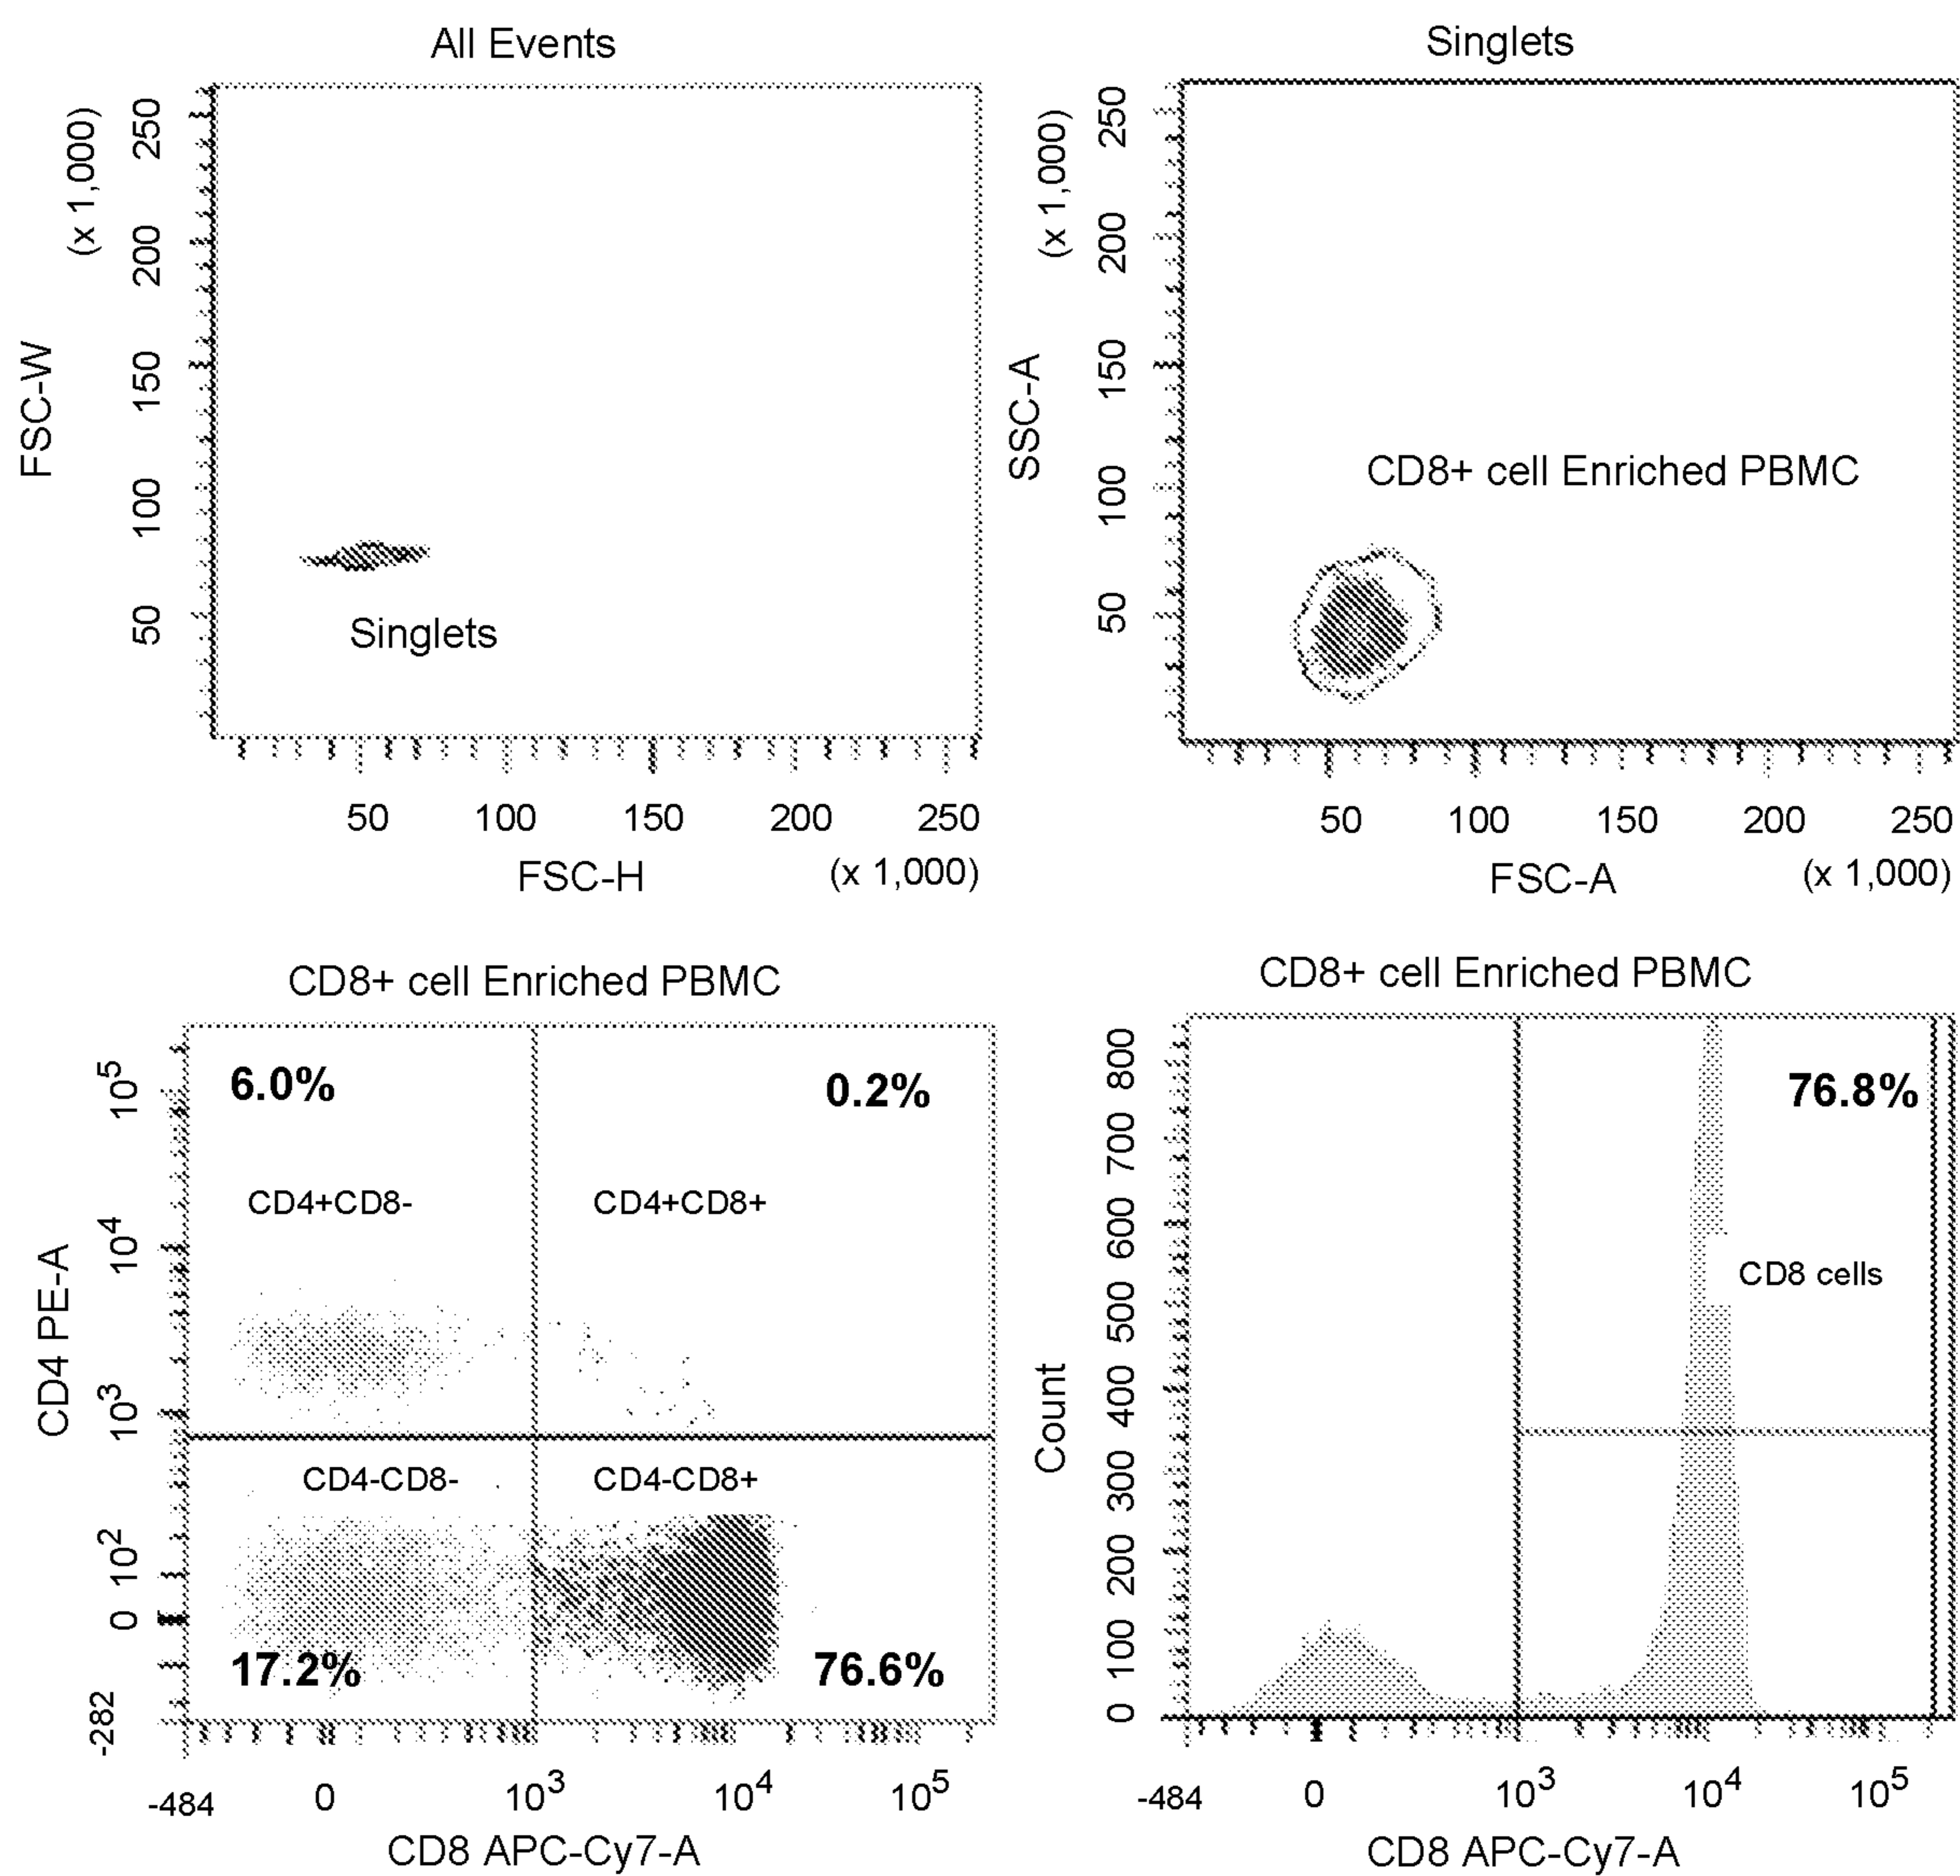 All Events
(x 1,000)
250
200
150
100
50
FSC-W
Singlets
50 100 150 200 250
FSC-H (x 1,000)
Singlets
(x 1,000)
250
200
150
100
50
SSC-A
CD8+ cell Enriched PBMC
50 100 150 200 250
FSC-A (x 1,000)
CD8+ cell Enriched PBMC
6.0% 0.2%
CD4+CD8- CD4+CD8+
CD4-CD8- CD4-CD8+
17.2% 76.6%
10^5
10^4
10^3
10^2
0
-282
CD4 PE-A
-484 0 10^3 10^4 10^5
CD8 APC-Cy7-A
CD8+ cell Enriched PBMC
76.8%
CD8 cells
800
700
600
500
400
300
200
100
0
Count
-484 0 10^3 10^4 10^5
CD8 APC-Cy7-A